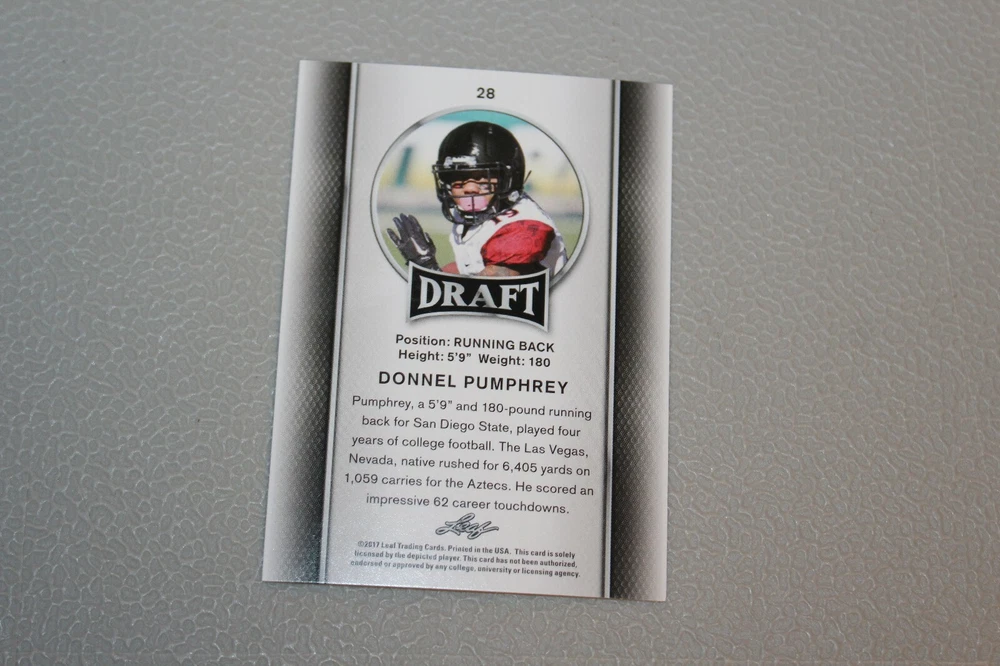 28
19
DRAFT
Position: RUNNING BACK
Height: 5'9" Weight: 180
DONNEL PUMPHREY
Pumphrey, a 5'9" and 180-pound running
back for San Diego State, played four
years of college football. The Las Vegas,
Nevada, native rushed for 6,405 yards on
1,059 carries for the Aztecs. He scored an
impressive 62 career touchdowns.
Leaf
©2017 Leaf Trading Cards. Printed in the USA. This card is solely
licensed by the depicted player. This card has not been authorized,
endorsed or approved by any college, university or licensing agency.